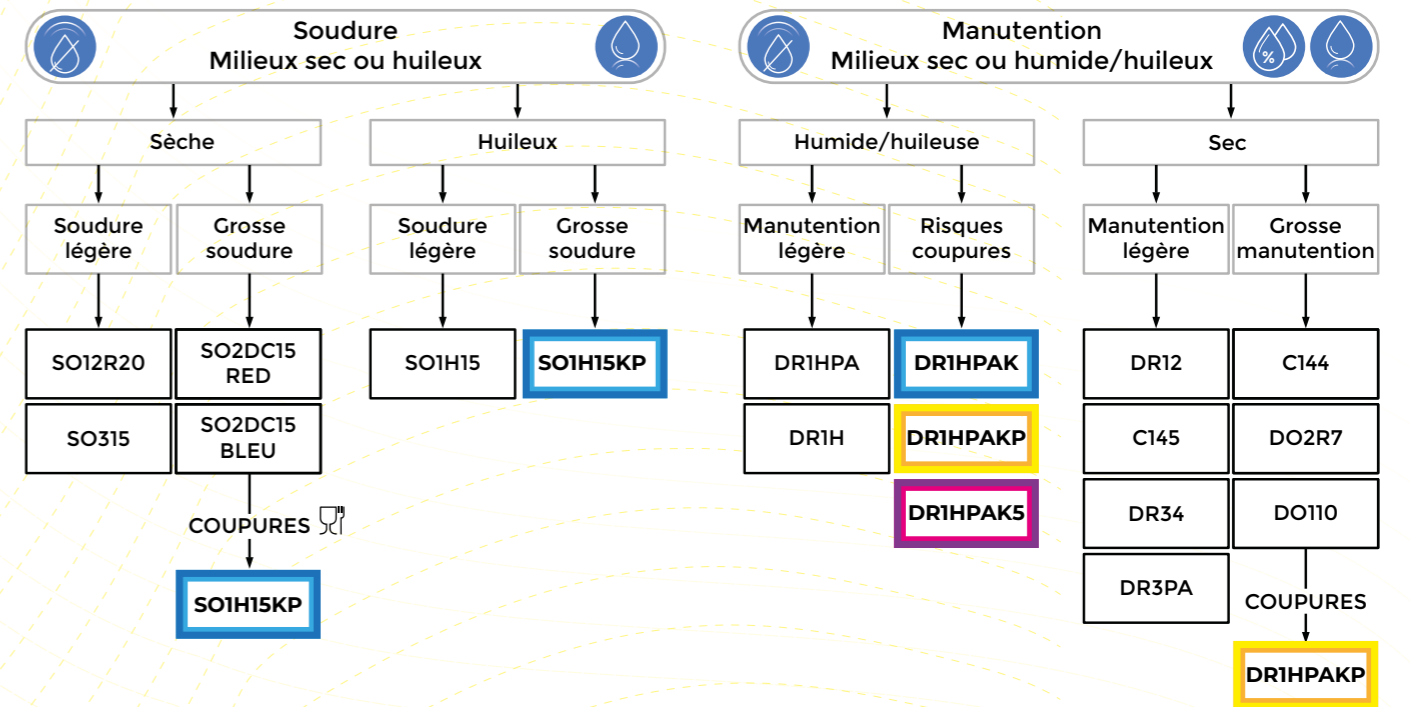 Soudure
Milieux sec ou huileux
Sèche
Huileux
Soudure
légère
Grosse
soudure
Soudure
légère
Grosse
soudure
SO12R20
SO315
SO2DC15
RED
SO2DC15
BLEU
COUPURES
SO1H15KP
SO1H15
SO1H15KP
Manutention
Milieux sec ou humide/huileux
%
Humide/huileuse
Sec
Manutention
légère
Risques
coupures
Manutention
légère
Grosse
manutention
DR1HPA
DR1H
DR1HPAK
DR1HPAKP
DR1HPAK5
DR12
C145
DR34
DR3PA
C144
DO2R7
DO110
COUPURES
DR1HPAKP